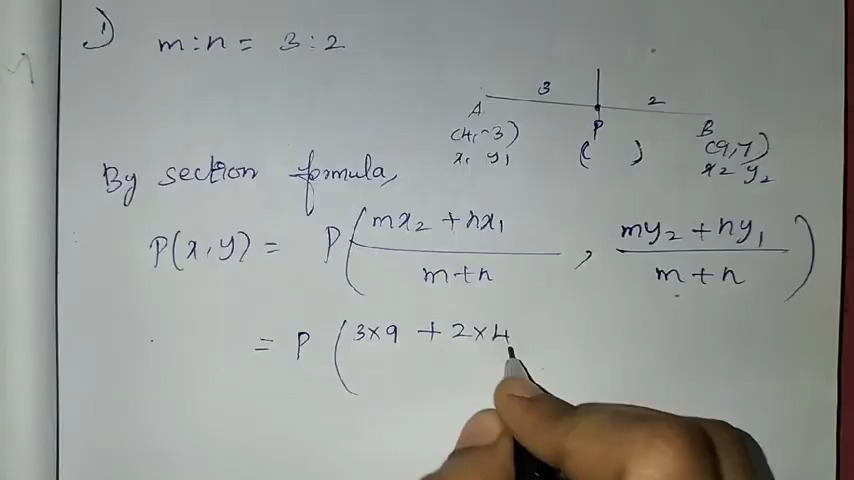 1) m:n = 3:2
3 2
A P B
(4,-3) ( ) (9,7)
x₁ y₁ x₂ y₂
By section formula,
P(x,y) = P( mx₂ + nx₁ / m+n , my₂ + ny₁ / m+n )
= P ( 3×9 + 2×4